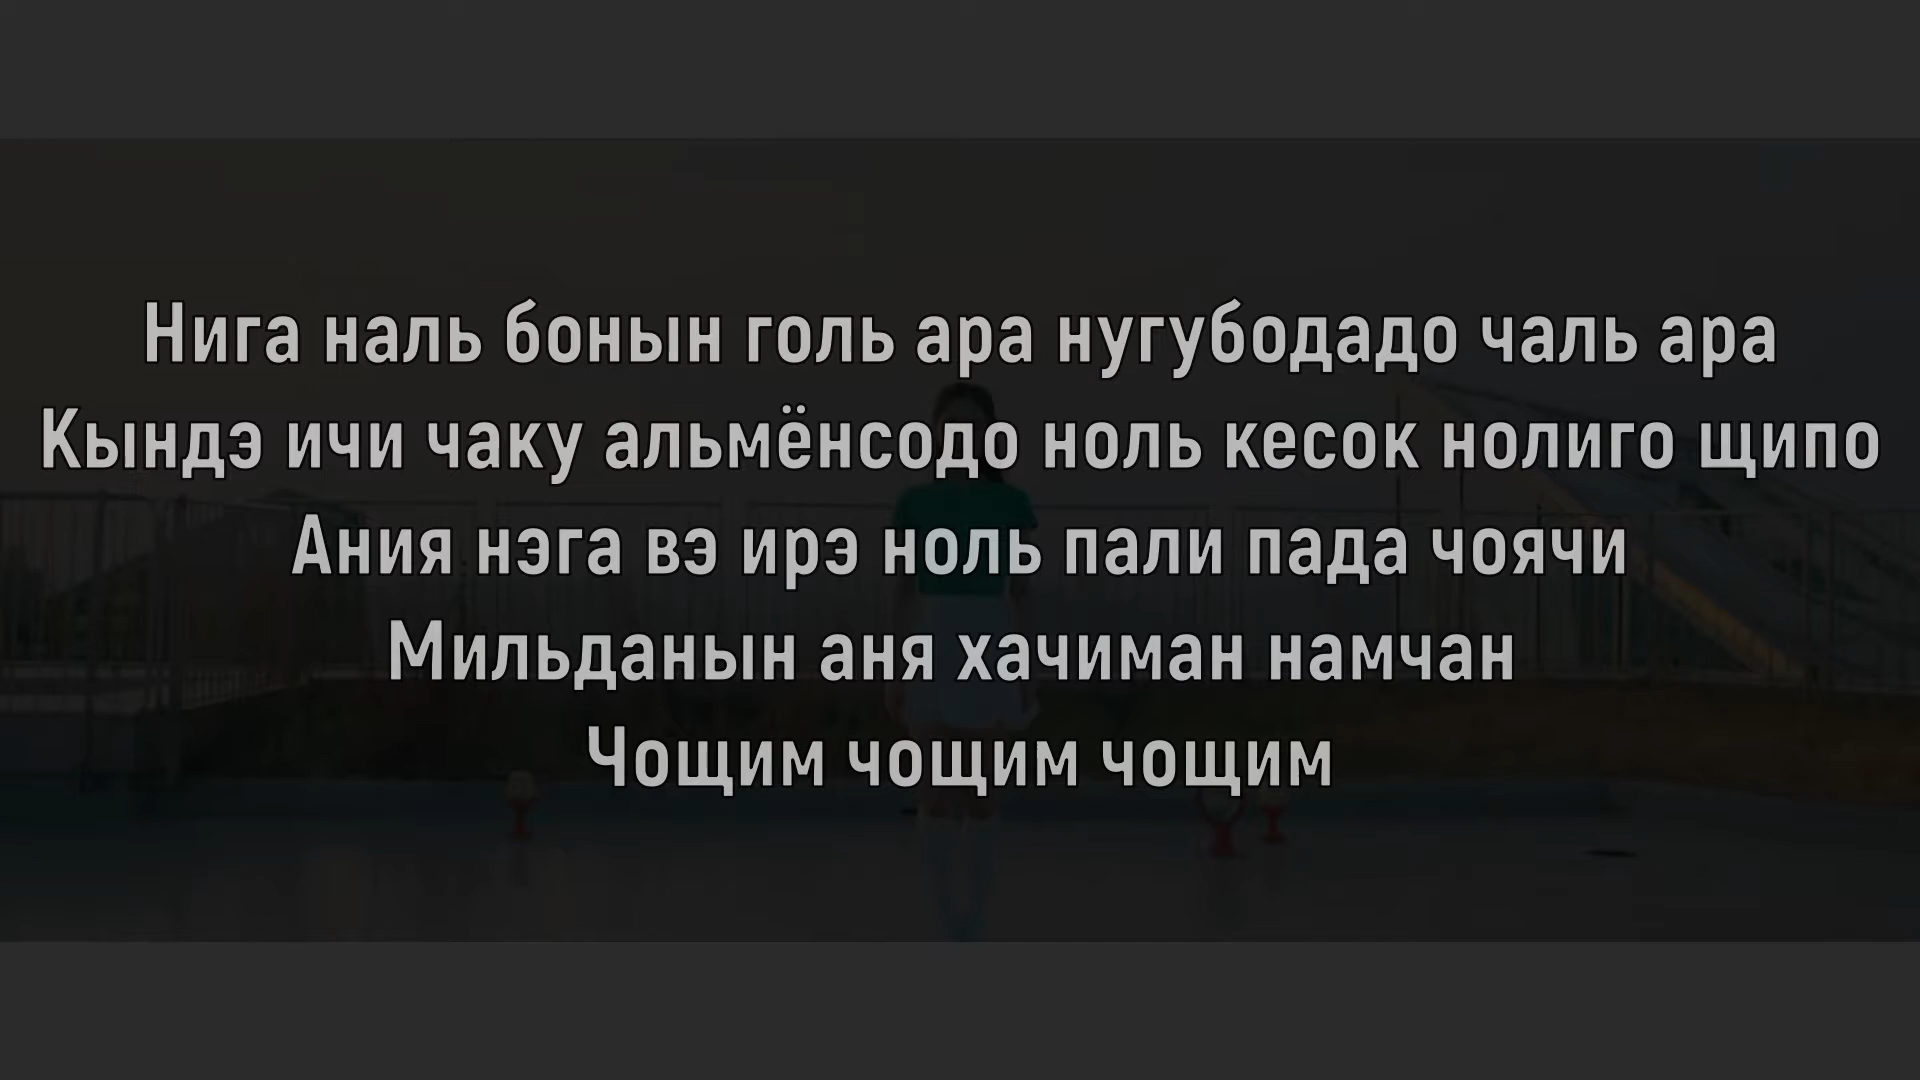 Нига наль бонын голь ара нугубодадо чаль ара
Кындэ ичи чаку альмёнсодо ноль кесок нолиго щипо
Ания нэга вэ ирэ ноль пали пада чоячи
Мильданын аня хачиман намчан
Чощим чощим чощим